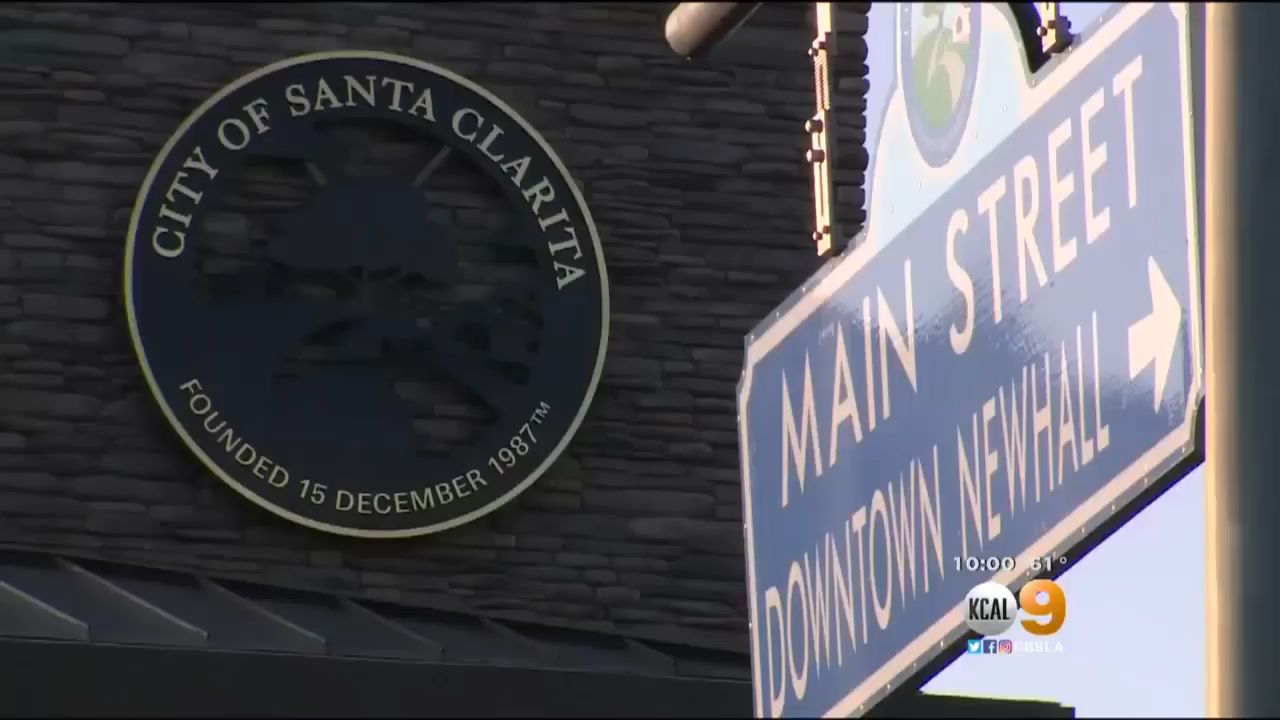 CITY OF SANTA CLARITA
FOUNDED 15 DECEMBER 1987™
MAIN STREET
DOWNTOWN NEWHALL
10:00 61°
KCAL 9
CBSLA